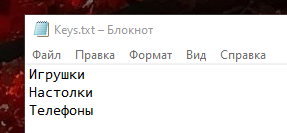 Keys.txt – Блокнот
Файл Правка Формат Вид Справка
Игрушки
Настолки
Телефоны